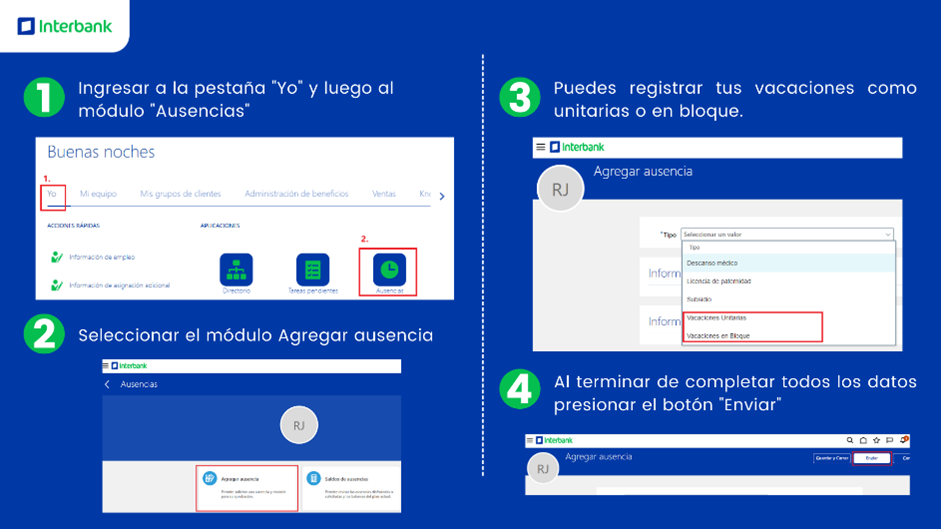 Interbank
1
Ingresar a la pestaña "Yo" y luego al
módulo "Ausencias"
Buenas noches
1.
Yo
Mi equipo
Mis grupos de clientes
Administración de beneficios
Ventas
Kn
ACCIONES RÁPIDAS
APLICACIONES
2.
Información de empleo
Información de asignación adicional
Directorio
Tareas pendientes
Ausencias
2
Seleccionar el módulo Agregar ausencia
Interbank
Ausencias
RJ
Agregar ausencia
Saldos de ausencias
3
Puedes registrar tus vacaciones como
unitarias o en bloque.
Interbank
Agregar ausencia
RJ
*Tipo
Seleccionar un valor
Tipo
Descanso médico
Inform
Licencia de paternidad
Subsidio
Inform
Vacaciones Unitarias
Vacaciones en Bloque
4
Al terminar de completar todos los datos
presionar el botón "Enviar"
Interbank
RJ
Agregar ausencia
Guardar y Cerrar
Enviar